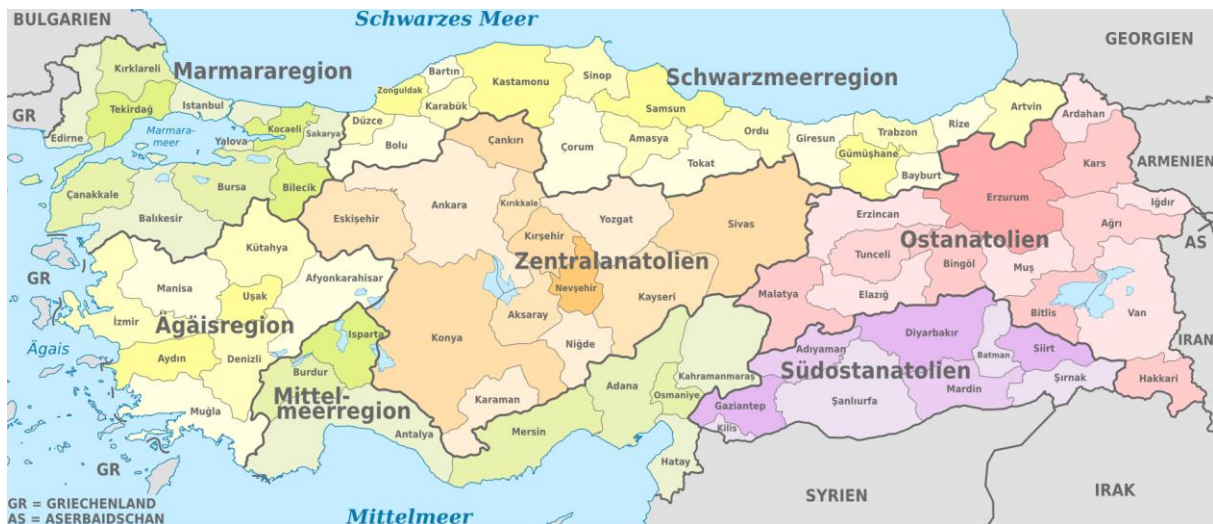 BULGARIEN
Schwarzes Meer
GEORGIEN
Kırklareli
Marmararegion
Bartın
Kastamonu
Sinop
Schwarzmeerregion
Zonguldak
Karabük
Samsun
Artvin
Ardahan
GR
Tekirdağ
Istanbul
Edirne
Marmara-
meer
Yalova
Kocaeli
Sakarya
Düzce
Bolu
Çankırı
Çorum
Amasya
Ordu
Giresun
Trabzon
Rize
Tokat
Gümüşhane
Bayburt
Kars
ARMENIEN
Çanakkale
Bursa
Bilecik
Balıkesir
Eskişehir
Ankara
Kırıkkale
Yozgat
Sivas
Erzincan
Erzurum
Iğdır
Ağrı
AS
Kütahya
Kırşehir
Ostanatolien
GR
Manisa
Afyonkarahisar
Zentralanatolien
Tunceli
Bingöl
Muş
Uşak
Nevşehir
Kayseri
Malatya
Elazığ
İzmir
Ägäisregion
Aksaray
Bitlis
Van
Ägais
Isparta
Konya
Niğde
Diyarbakır
IRAN
Aydın
Denizli
Burdur
Adıyaman
Batman
Siirt
Mittel-
meerregion
Adana
Kahramanmaraş
Südostanatolien
Hakkari
Muğla
Karaman
Osmaniye
Gaziantep
Şanlıurfa
Mardin
Şırnak
Antalya
Mersin
Kilis
GR
Hatay
SYRIEN
IRAK
GR = GRIECHENLAND
AS = ASERBAIDSCHAN
Mittelmeer